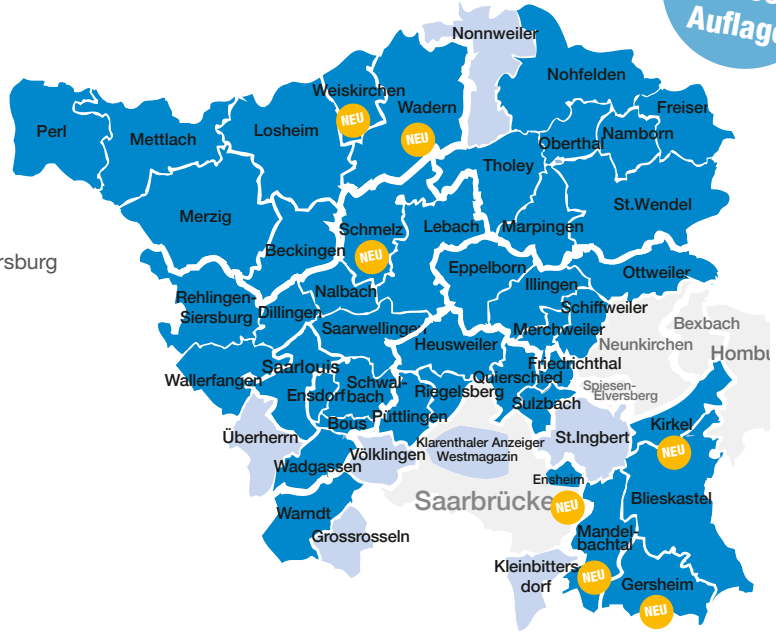 Auflage
Nonnweiler
Nohfelden
Weiskirchen
NEU
Wadern
NEU
Freisen
Perl
Mettlach
Losheim
Oberthal
Namborn
Tholey
Merzig
St.Wendel
Schmelz
NEU
Lebach
Marpingen
Beckingen
rsburg
Eppelborn
Ottweiler
Illingen
Rehlingen-
Siersburg
Dillingen
Nalbach
Schiffweiler
Saarwellingen
Merchweiler
Bexbach
Neunkirchen
Hombu
Heusweiler
Friedrichthal
Saarlouis
Wallerfangen
Quierschied
Spiesen-
Elversberg
Ensdorf
Schwal-
bach
Riegelsberg
Sulzbach
Püttlingen
Bous
Überherrn
Klarenthaler Anzeiger
Westmagazin
St.Ingbert
Kirkel
NEU
Völklingen
Wadgassen
Ensheim
NEU
Saarbrücke
Blieskastel
Warndt
Grossrosseln
Mandel-
bachtal
NEU
Kleinbitters
dorf
Gersheim
NEU